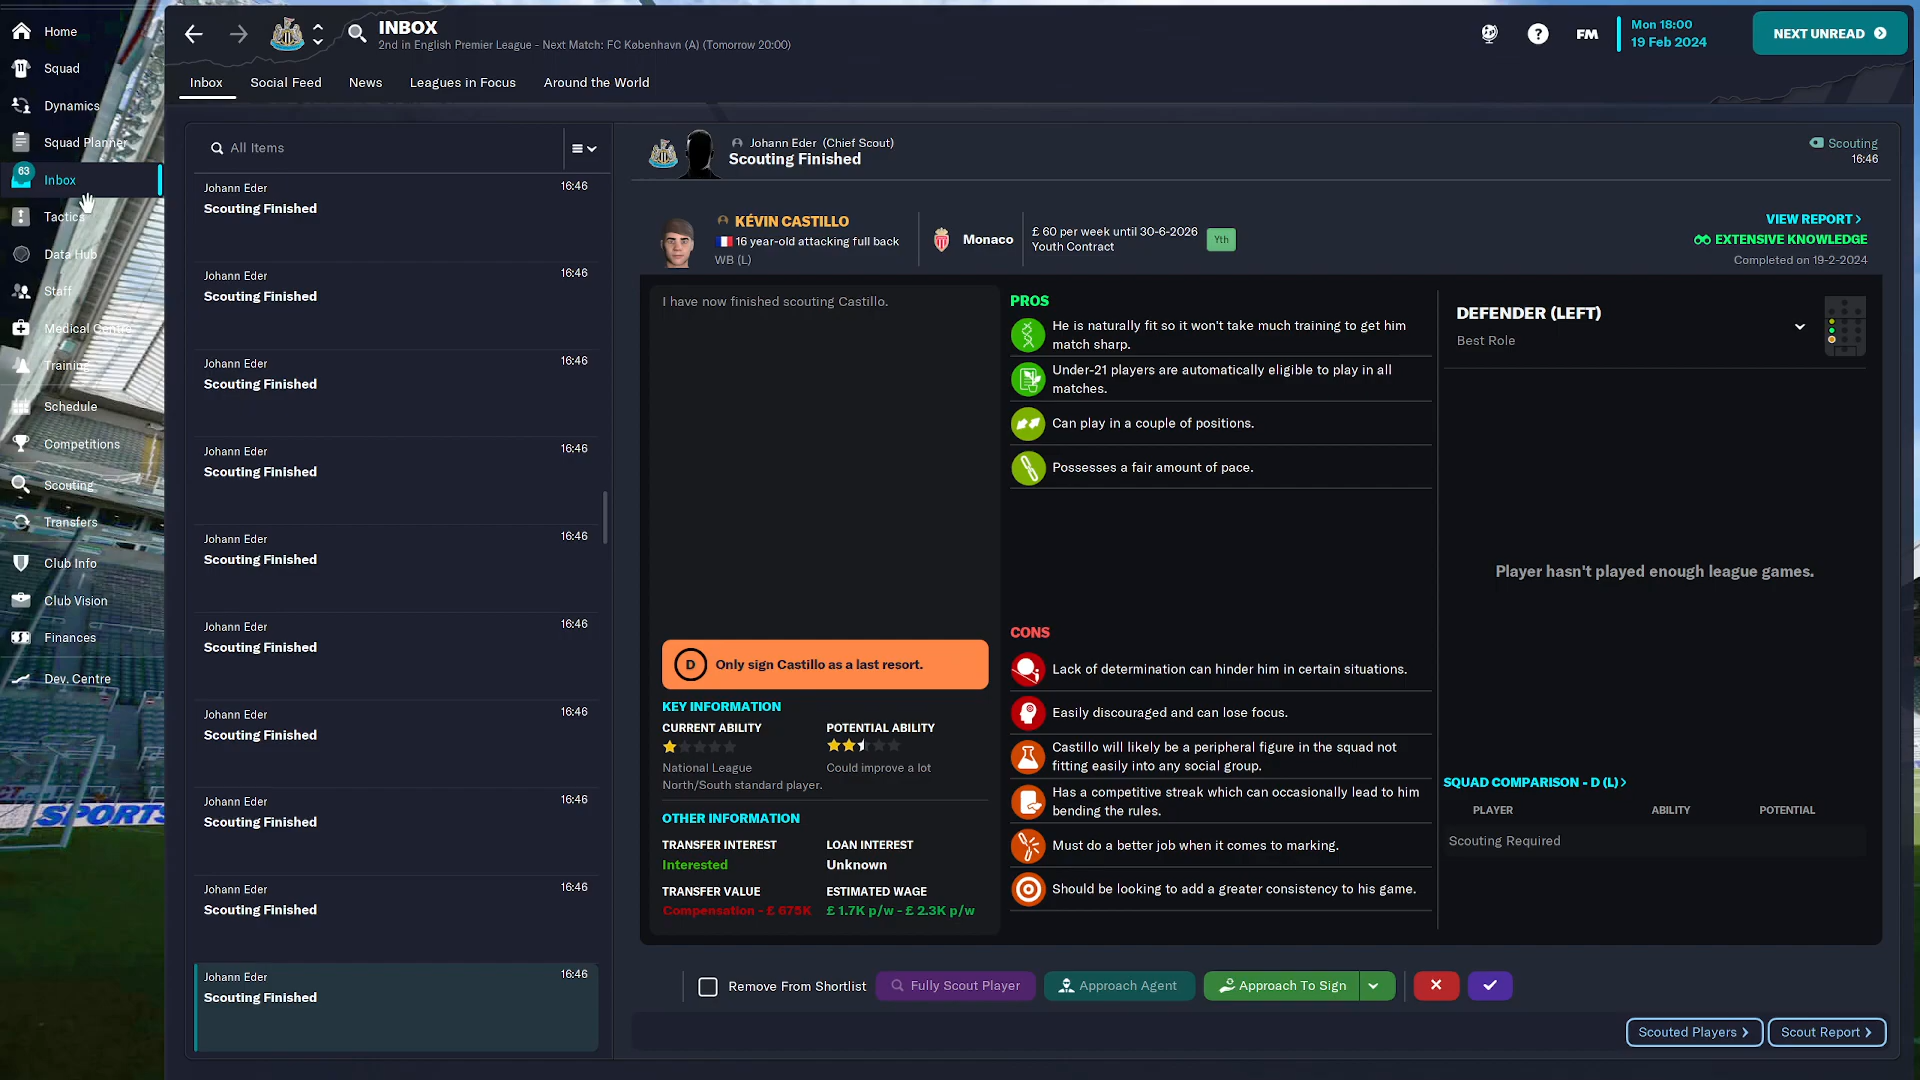 Home
Squad
Dynamics
Squad Planner
63
Inbox
Tactics
Data Hub
Staff
Medical Centre
Training
Schedule
Competitions
Scouting
Transfers
Club Info
Club Vision
Finances
Dev. Centre
SPORTS
INBOX
2nd in English Premier League - Next Match: FC København (A) (Tomorrow 20:00)
FM
Mon 18:00
19 Feb 2024
NEXT UNREAD
Inbox
Social Feed
News
Leagues in Focus
Around the World
All Items
Johann Eder 16:46
Scouting Finished
Johann Eder 16:46
Scouting Finished
Johann Eder 16:46
Scouting Finished
Johann Eder 16:46
Scouting Finished
Johann Eder 16:46
Scouting Finished
Johann Eder 16:46
Scouting Finished
Johann Eder 16:46
Scouting Finished
Johann Eder 16:46
Scouting Finished
Johann Eder 16:46
Scouting Finished
Johann Eder 16:46
Scouting Finished
Johann Eder (Chief Scout)
Scouting Finished
Scouting
16:46
KÉVIN CASTILLO
16 year-old attacking full back
WB (L)
Monaco
£ 60 per week until 30-6-2026
Youth Contract
Yth
VIEW REPORT >
EXTENSIVE KNOWLEDGE
Completed on 19-2-2024
I have now finished scouting Castillo.
D Only sign Castillo as a last resort.
KEY INFORMATION
CURRENT ABILITY
National League
North/South standard player.
POTENTIAL ABILITY
Could improve a lot
OTHER INFORMATION
TRANSFER INTEREST
Interested
LOAN INTEREST
Unknown
TRANSFER VALUE
Compensation - £ 675K
ESTIMATED WAGE
£ 1.7K p/w - £ 2.3K p/w
PROS
He is naturally fit so it won't take much training to get him
match sharp.
Under-21 players are automatically eligible to play in all
matches.
Can play in a couple of positions.
Possesses a fair amount of pace.
CONS
Lack of determination can hinder him in certain situations.
Easily discouraged and can lose focus.
Castillo will likely be a peripheral figure in the squad not
fitting easily into any social group.
Has a competitive streak which can occasionally lead to him
bending the rules.
Must do a better job when it comes to marking.
Should be looking to add a greater consistency to his game.
DEFENDER (LEFT)
Best Role
Player hasn't played enough league games.
SQUAD COMPARISON - D (L) >
PLAYER ABILITY POTENTIAL
Scouting Required
Remove From Shortlist
Fully Scout Player
Approach Agent
Approach To Sign
Scouted Players >
Scout Report >